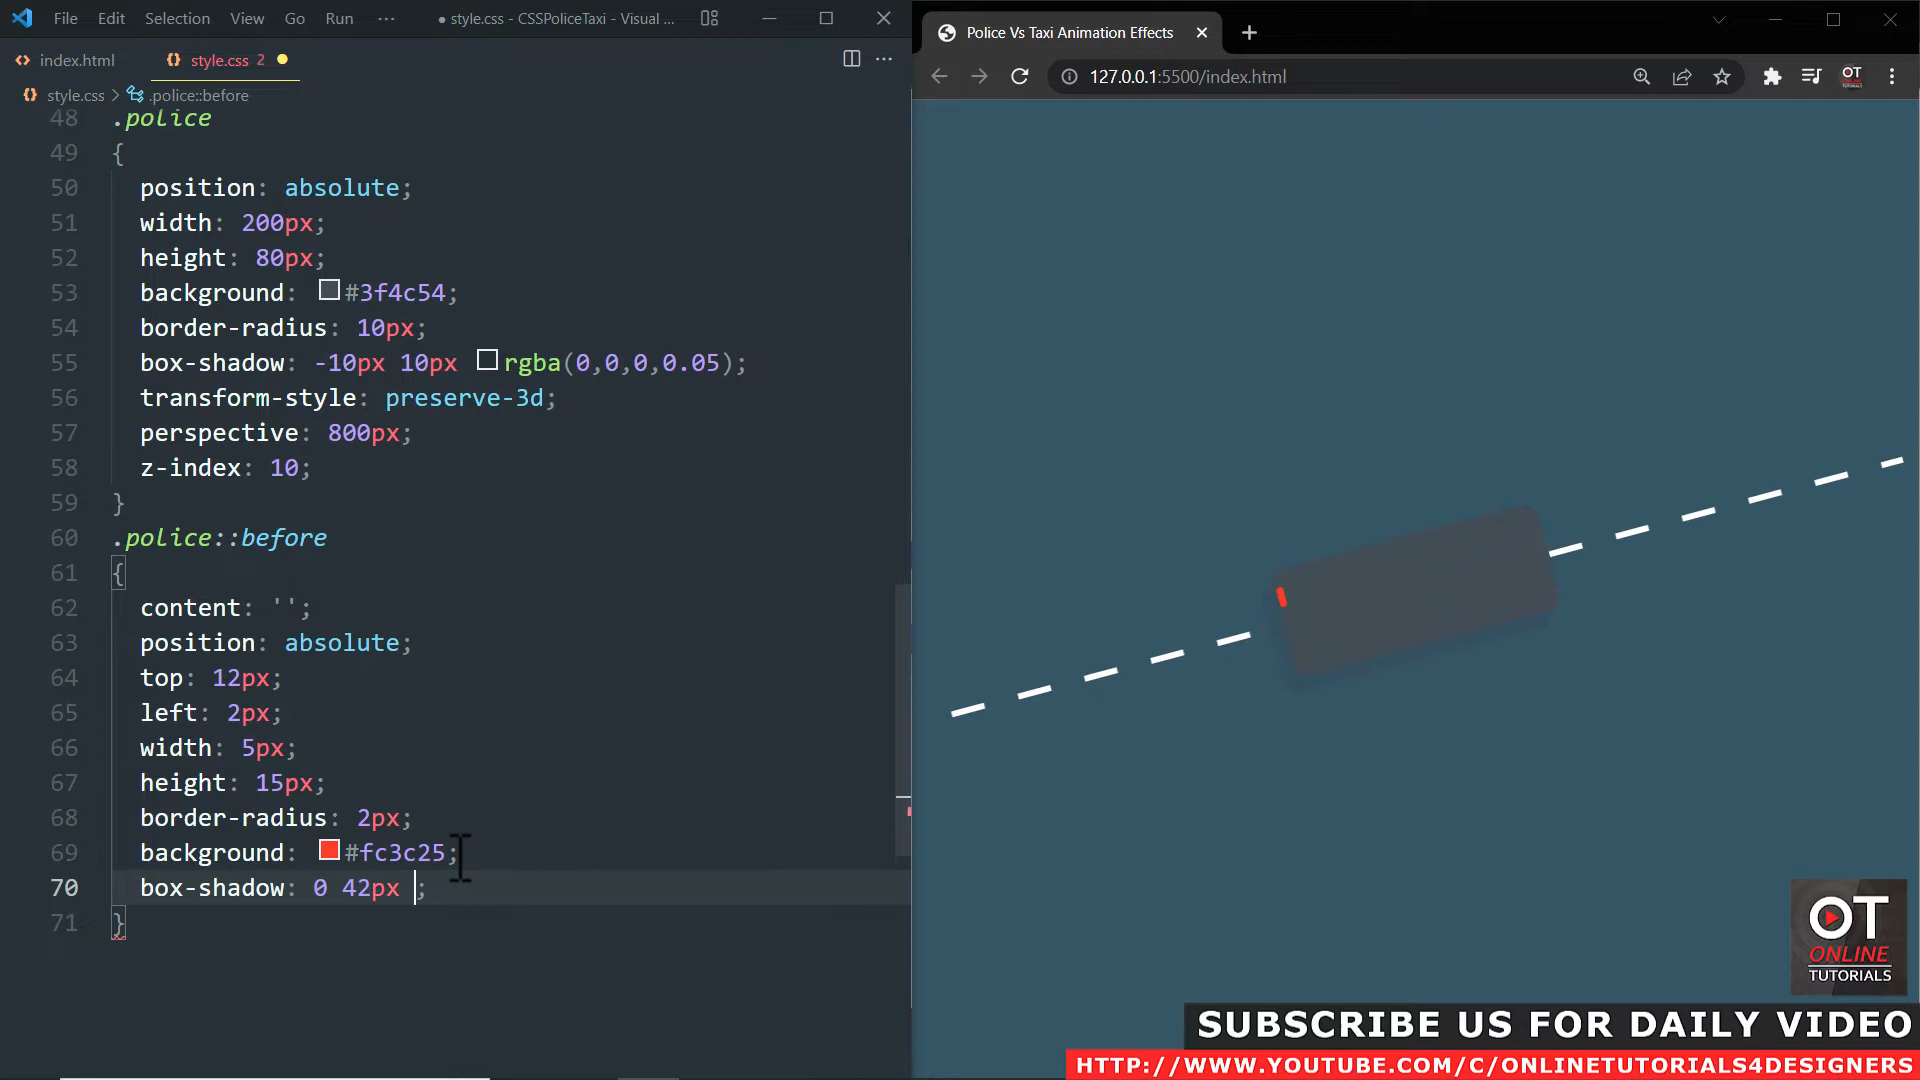 File Edit Selection View Go Run ··· ● style.css - CSSPoliceTaxi - Visual ...
index.html style.css 2
style.css > .police::before
48 .police
49 {
50 position: absolute;
51 width: 200px;
52 height: 80px;
53 background: #3f4c54;
54 border-radius: 10px;
55 box-shadow: -10px 10px rgba(0,0,0,0.05);
56 transform-style: preserve-3d;
57 perspective: 800px;
58 z-index: 10;
59 }
60 .police::before
61 {
62 content: '';
63 position: absolute;
64 top: 12px;
65 left: 2px;
66 width: 5px;
67 height: 15px;
68 border-radius: 2px;
69 background: #fc3c25;
70 box-shadow: 0 42px ;
71 }
Police Vs Taxi Animation Effects
127.0.0.1:5500/index.html
OT
OT
ONLINE
TUTORIALS
SUBSCRIBE US FOR DAILY VIDEO
HTTP://WWW.YOUTUBE.COM/C/ONLINETUTORIALS4DESIGNERS